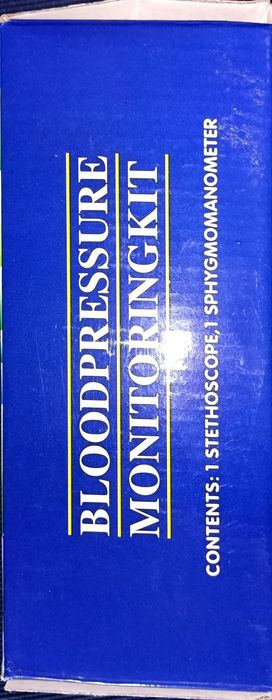 BLOODPRESSURE
MONITORINGKIT
CONTENTS: 1 STETHOSCOPE,1 SPHYGMOMANOMETER